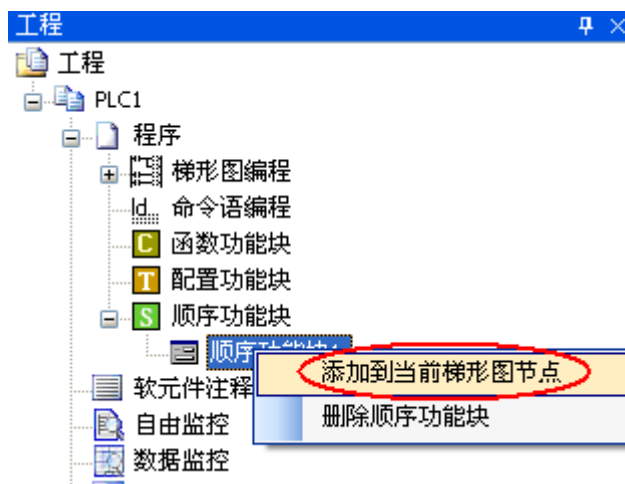 工程
工程
PLC1
程序
梯形图编程
Id... 命令语编程
C 函数功能块
T 配置功能块
S 顺序功能块
顺序功能块1
添加到当前梯形图节点
软元件注释
删除顺序功能块
自由监控
数据监控